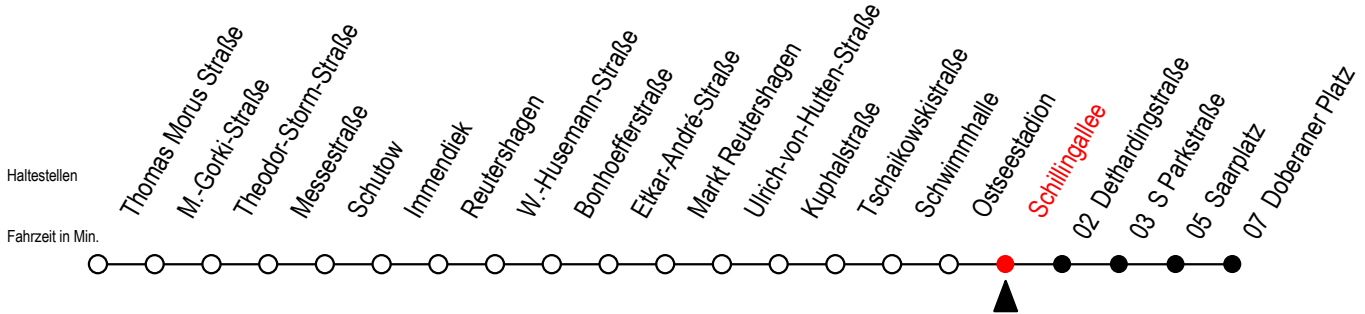 Haltestellen
Fahrzeit in Min.
Thomas Morus Straße
M.-Gorki-Straße
Theodor-Storm-Straße
Messestraße
Schutow
Immendiek
Reutershagen
W.-Husemann-Straße
Bonhoefferstraße
Etkar-André-Straße
Markt Reutershagen
Ulrich-von-Hutten-Straße
Kuphalstraße
Tschaikowskistraße
Schwimmhalle
Ostseestadion
Schillingallee
02 Dethardingstraße
03 S Parkstraße
05 Saarplatz
07 Doberamer Platz